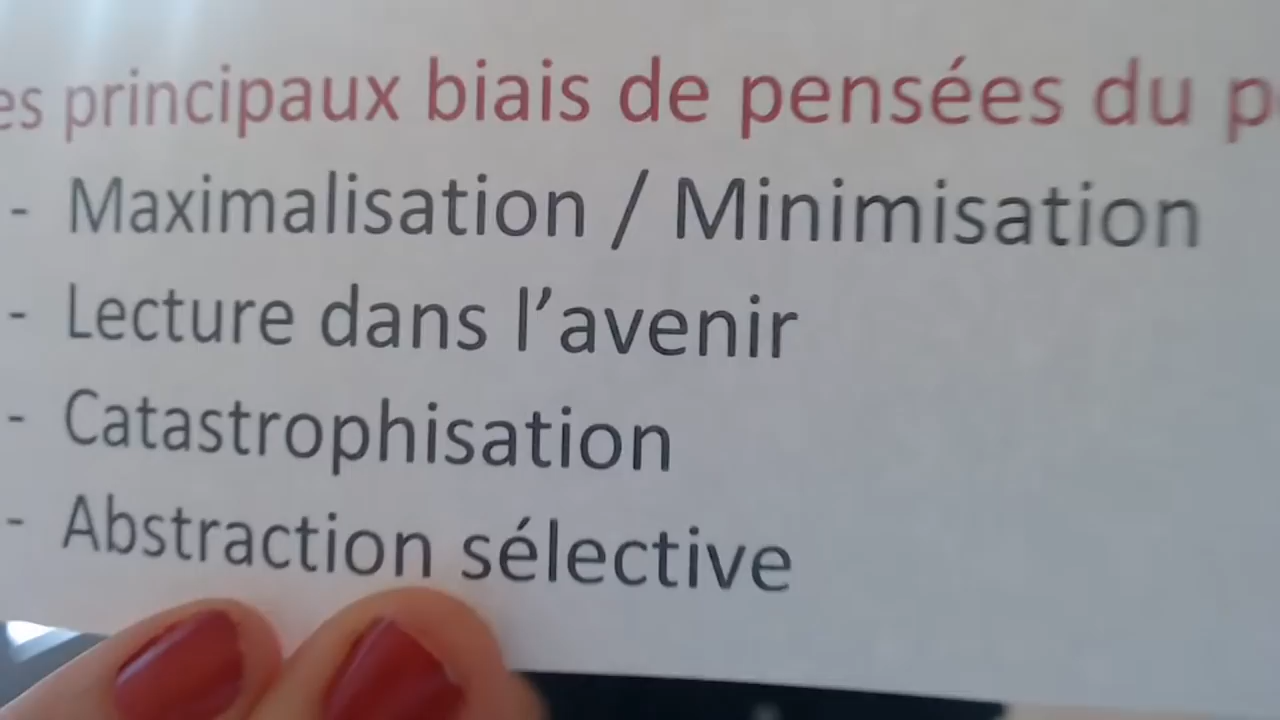 es principaux biais de pensées du p
- Maximalisation / Minimisation
- Lecture dans l'avenir
- Catastrophisation
- Abstraction sélective